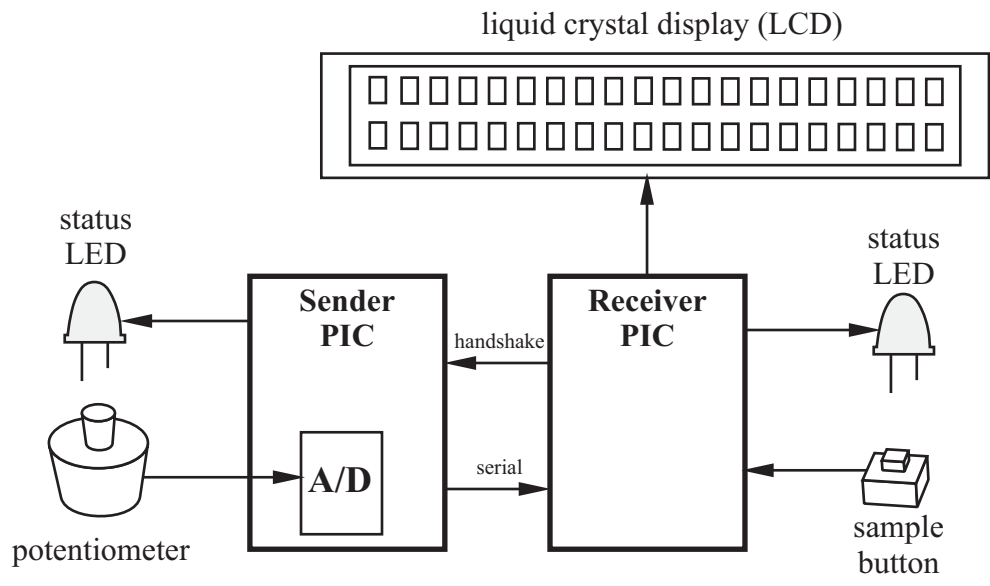 liquid crystal display (LCD)
status
LED
status
LED
Sender
PIC
Receiver
PIC
handshake
A/D
serial
potentiometer
sample
button